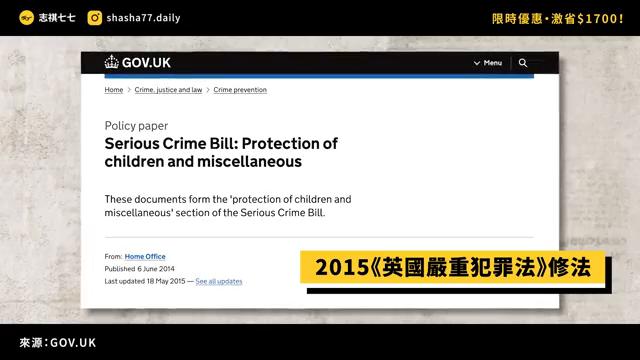 志祺七七
shasha77.daily
限時優惠・激省$1700！
GOV.UK
Menu
Home > Crime, justice and law > Crime prevention
Policy paper
Serious Crime Bill: Protection of
children and miscellaneous
These documents form the 'protection of children and
miscellaneous' section of the Serious Crime Bill.
From: Home Office
Published 6 June 2014
Last updated 18 May 2015 — See all updates
2015《英國嚴重犯罪法》修法
來源：GOV.UK